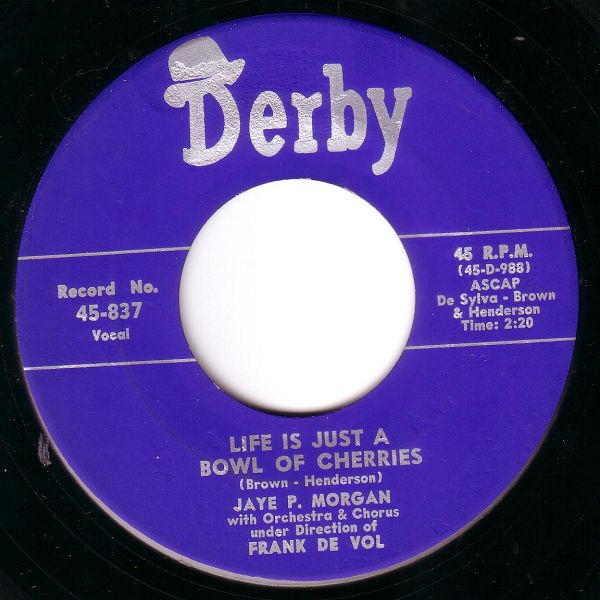 Derby
Record No.
45-837
Vocal
45 R.P.M.
(45-D-988)
ASCAP
De Sylva - Brown
& Henderson
Time: 2:20
LIFE IS JUST A
BOWL OF CHERRIES
(Brown - Henderson)
JAYE P. MORGAN
with Orchestra & Chorus
under Direction of
FRANK DE VOL